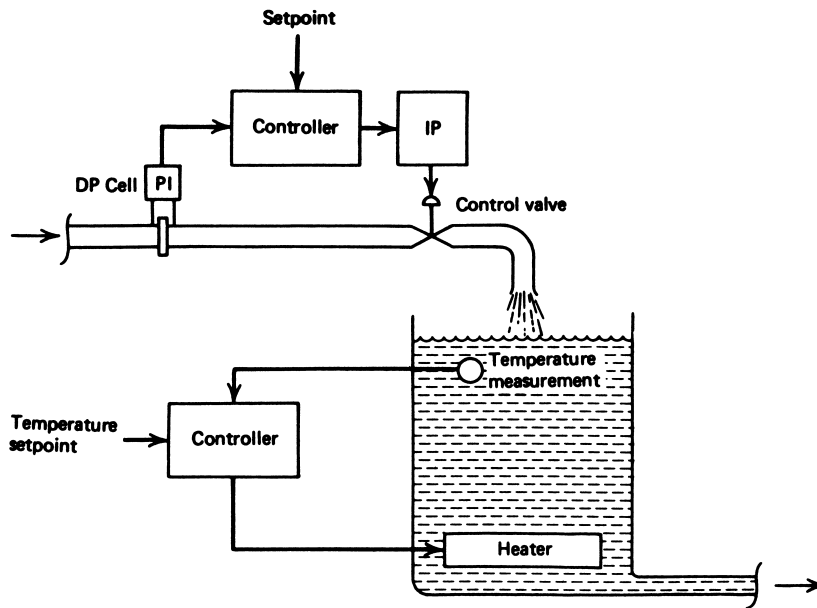 Setpoint
Controller
IP
DP Cell
PI
Control valve
Temperature
measurement
Temperature
setpoint
Controller
Heater